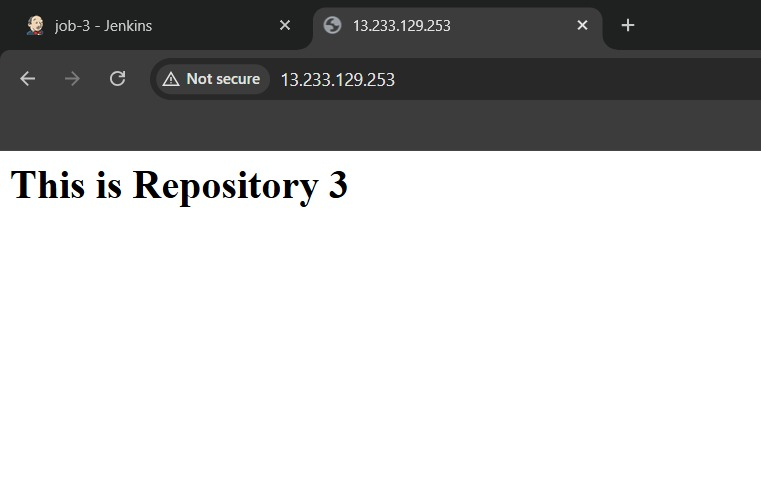 job-3 - Jenkins
13.233.129.253
Not secure
13.233.129.253
This is Repository 3